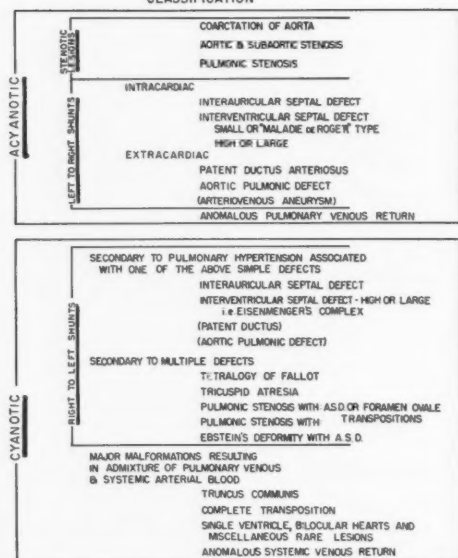 CLASSIFICATION
ACYANOTIC
STENOTIC
LESIONS
COARCTATION OF AORTA
AORTIC & SUBAORTIC STENOSIS
PULMONIC STENOSIS
LEFT TO RIGHT SHUNTS
INTRACARDIAC
INTERAURICULAR SEPTAL DEFECT
INTERVENTRICULAR SEPTAL DEFECT
SMALL OR "MALADIE DE ROGER" TYPE
HIGH OR LARGE
EXTRACARDIAC
PATENT DUCTUS ARTERIOSUS
AORTIC PULMONIC DEFECT
(ARTERIOVENOUS ANEURYSM)
ANOMALOUS PULMONARY VENOUS RETURN
CYANOTIC
RIGHT TO LEFT SHUNTS
SECONDARY TO PULMONARY HYPERTENSION ASSOCIATED
WITH ONE OF THE ABOVE SIMPLE DEFECTS
INTERAURICULAR SEPTAL DEFECT
INTERVENTRICULAR SEPTAL DEFECT - HIGH OR LARGE
i.e. EISENMENGER'S COMPLEX
(PATENT DUCTUS)
(AORTIC PULMONIC DEFECT)
SECONDARY TO MULTIPLE DEFECTS
TETRALOGY OF FALLOT
TRICUSPID ATRESIA
PULMONIC STENOSIS WITH A.S.D. OR FORAMEN OVALE
PULMONIC STENOSIS WITH TRANSPOSITIONS
EBSTEIN'S DEFORMITY WITH A.S.D.
MAJOR MALFORMATIONS RESULTING
IN ADMIXTURE OF PULMONARY VENOUS
& SYSTEMIC ARTERIAL BLOOD
TRUNCUS COMMUNIS
COMPLETE TRANSPOSITION
SINGLE VENTRICLE, BILOCULAR HEARTS AND
MISCELLANEOUS RARE LESIONS
ANOMALOUS SYSTEMIC VENOUS RETURN